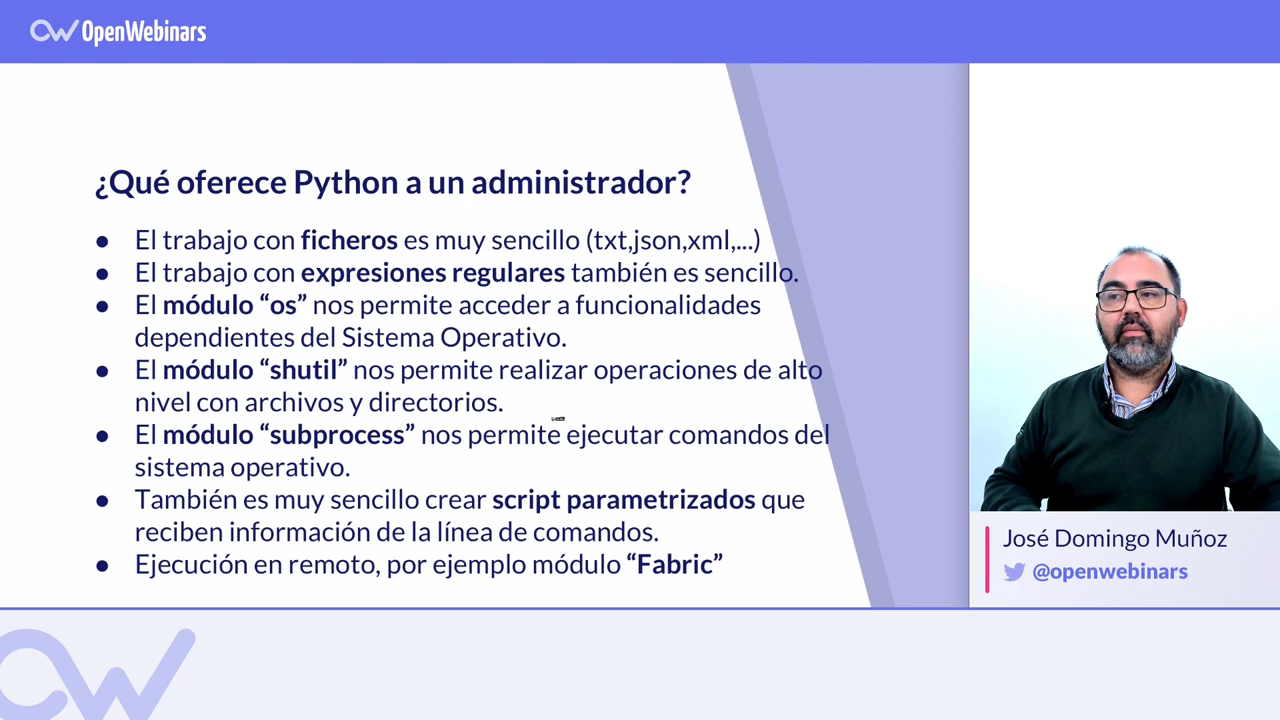 OpenWebinars
¿Qué oferece Python a un administrador?
● El trabajo con ficheros es muy sencillo (txt,json,xml,...)
● El trabajo con expresiones regulares también es sencillo.
● El módulo “os” nos permite acceder a funcionalidades
dependientes del Sistema Operativo.
● El módulo “shutil” nos permite realizar operaciones de alto
nivel con archivos y directorios.
● El módulo “subprocess” nos permite ejecutar comandos del
sistema operativo.
● También es muy sencillo crear script parametrizados que
reciben información de la línea de comandos.
● Ejecución en remoto, por ejemplo módulo “Fabric”
José Domingo Muñoz
@openwebinars